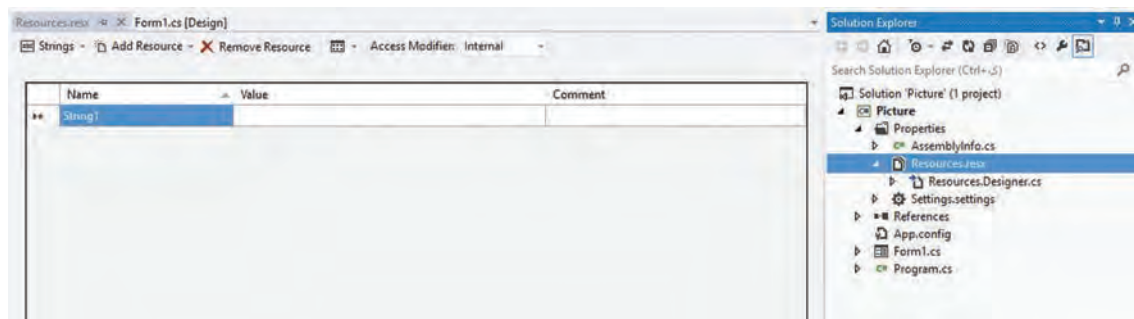 Resources.resx Form1.cs [Design]
Strings Add Resource Remove Resource Access Modifier: Internal
Name Value Comment
String1
Solution Explorer
Search Solution Explorer (Ctrl+ی)
Solution 'Picture' (1 project)
C# Picture
Properties
C# AssemblyInfo.cs
Resources.resx
Resources.Designer.cs
Settings.settings
References
App.config
Form1.cs
C# Program.cs